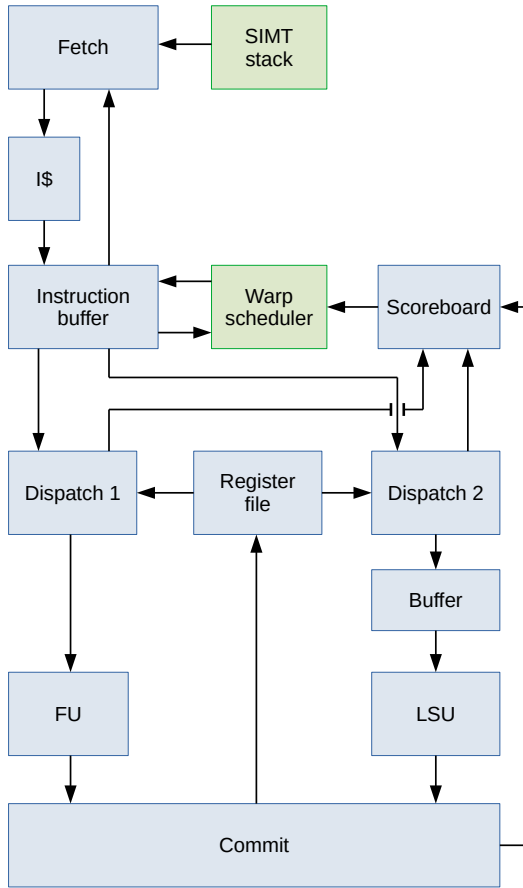 Fetch
SIMT
stack
I$
Instruction
buffer
Warp
scheduler
Scoreboard
Dispatch 1
Register
file
Dispatch 2
Buffer
FU
LSU
Commit